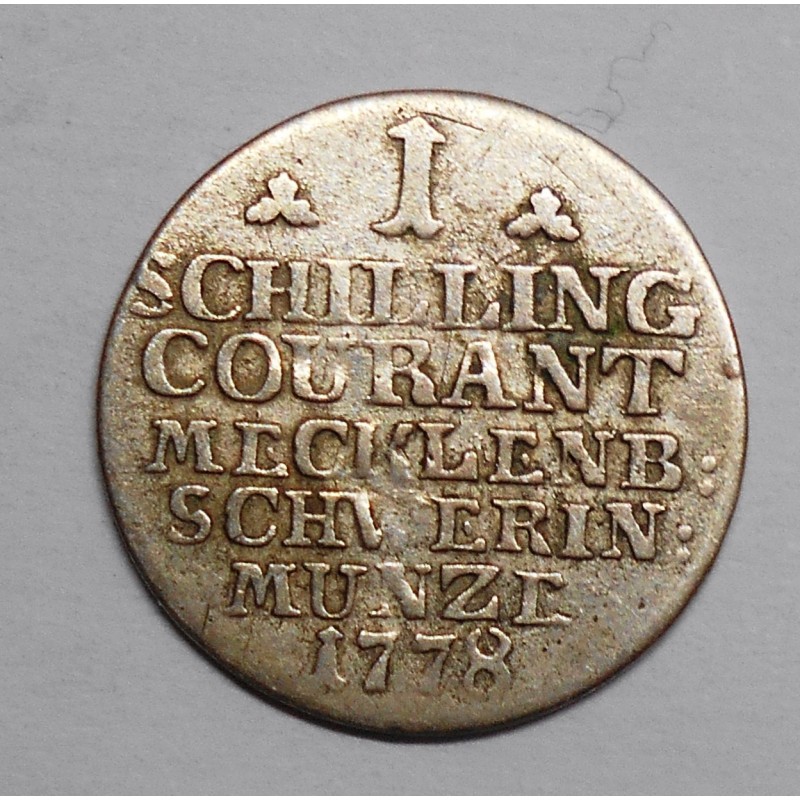 1
SCHILLING
COURANT
MECKLENB:
SCHWERIN:
MUNZE
1778